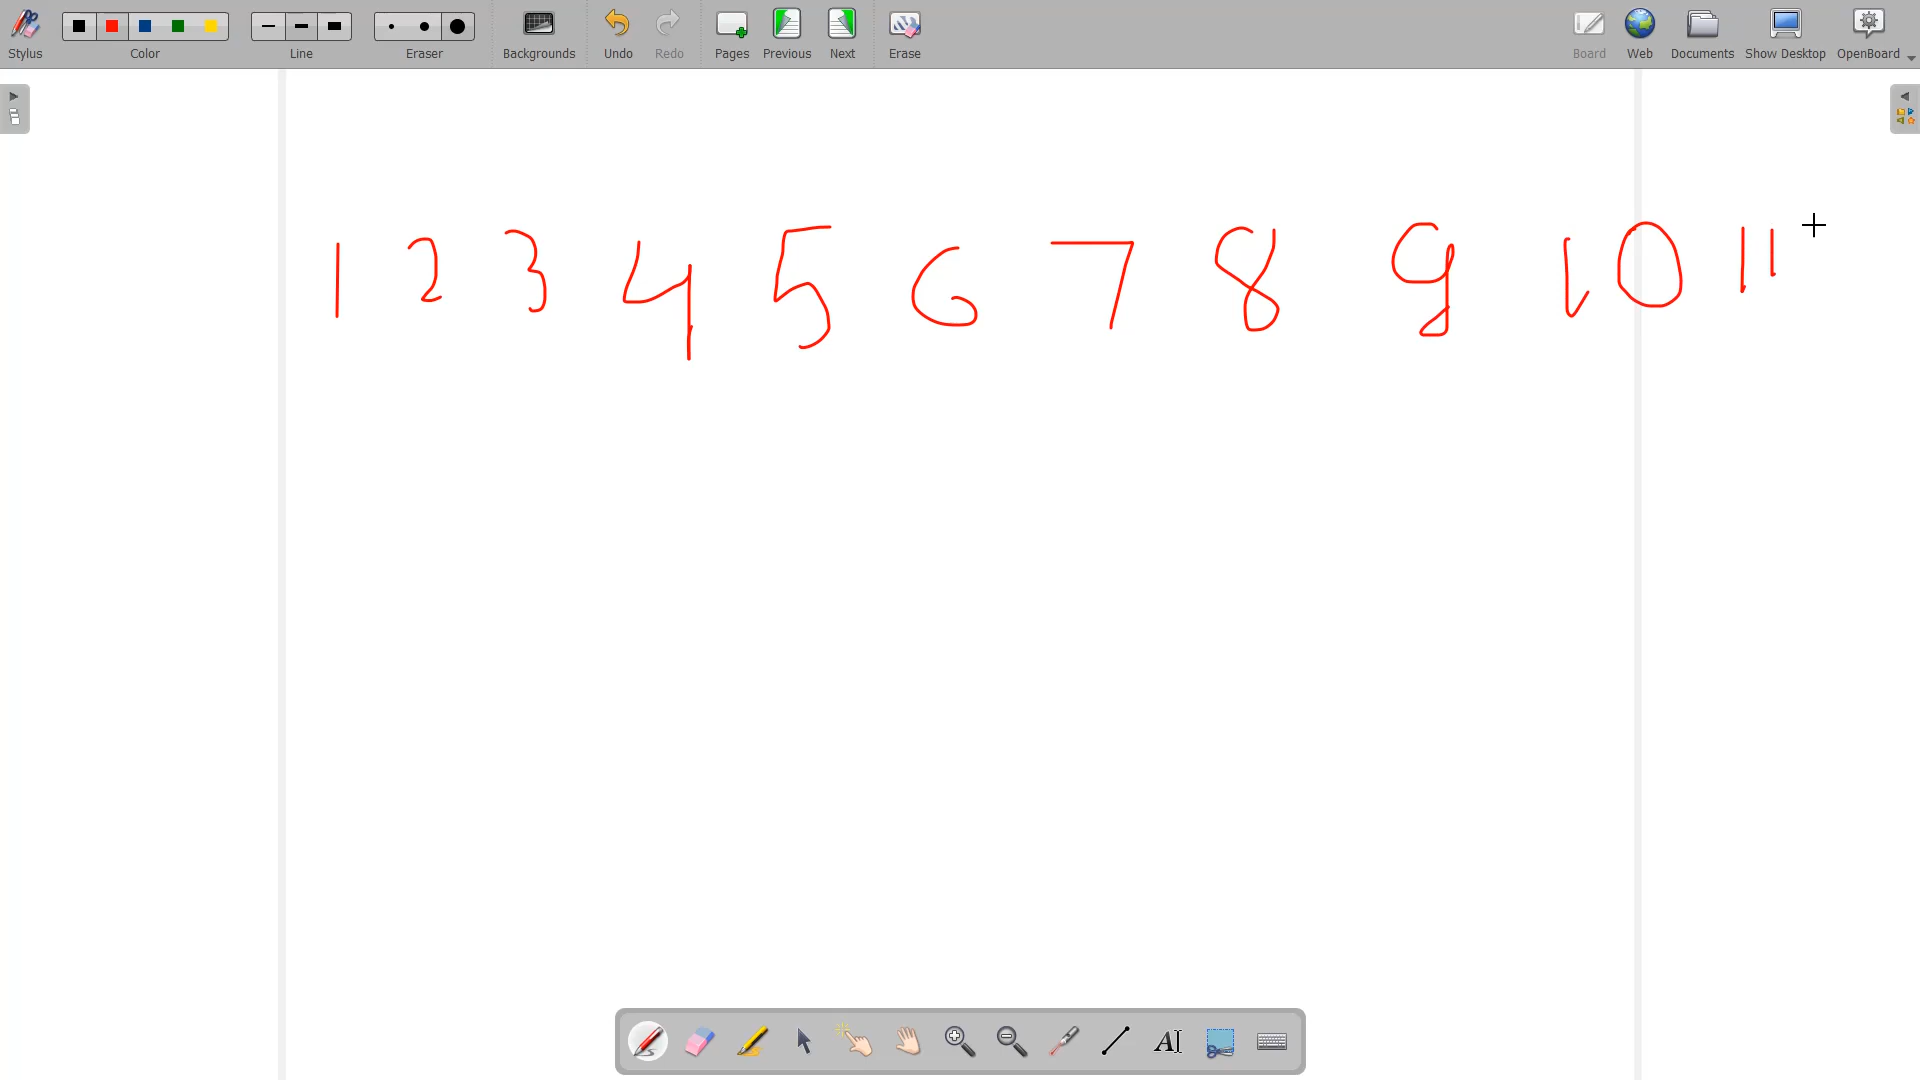 Stylus Color Line Eraser Backgrounds Undo Redo Pages Previous Next Erase Board Web Documents Show Desktop OpenBoard
1 2 3 4 5 6 7 8 9 10 11
A